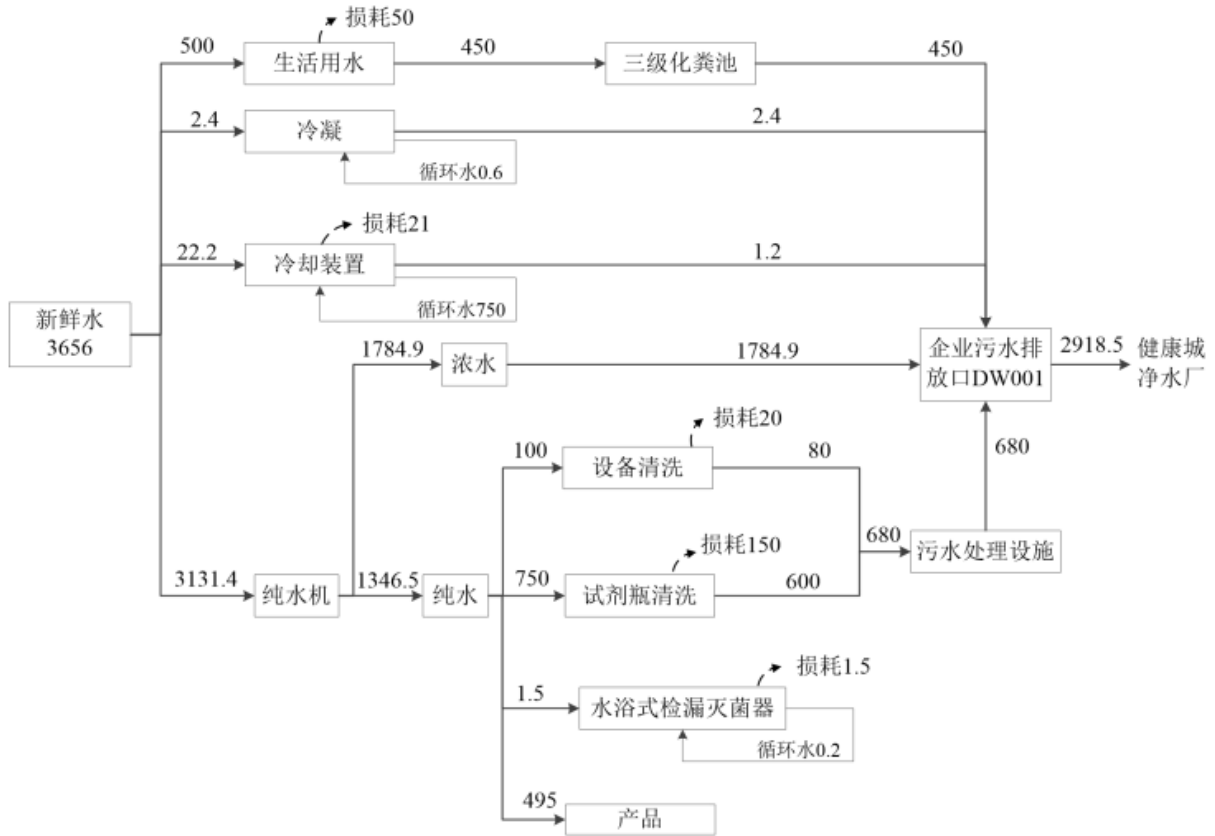 损耗50
500
生活用水
450
三级化粪池
450
2.4
冷凝
2.4
循环水0.6
损耗21
22.2
冷却装置
1.2
循环水750
新鲜水
3656
1784.9
浓水
1784.9
企业污水排
放口DW001
2918.5
健康城
净水厂
损耗20
100
设备清洗
80
680
680
污水处理设施
损耗150
3131.4
纯水机
1346.5
纯水
750
试剂瓶清洗
600
损耗1.5
1.5
水浴式检漏灭菌器
循环水0.2
495
产品